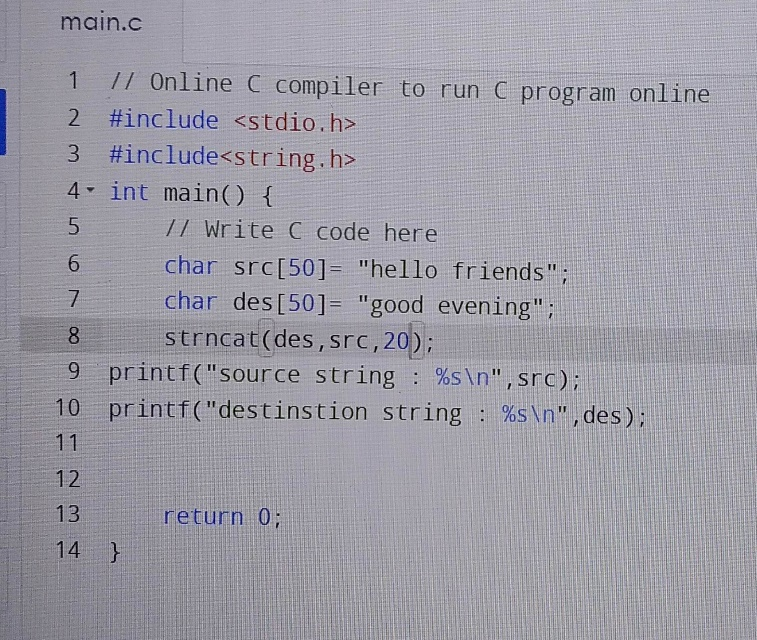 main.c
1 // Online C compiler to run C program online
2 #include <stdio.h>
3 #include<string.h>
4 int main() {
5     // Write C code here
6     char src[50]= "hello friends";
7     char des[50]= "good evening";
8     strncat(des,src,20);
9 printf("source string : %s\n",src);
10 printf("destinstion string : %s\n",des);
11
12
13     return 0;
14 }